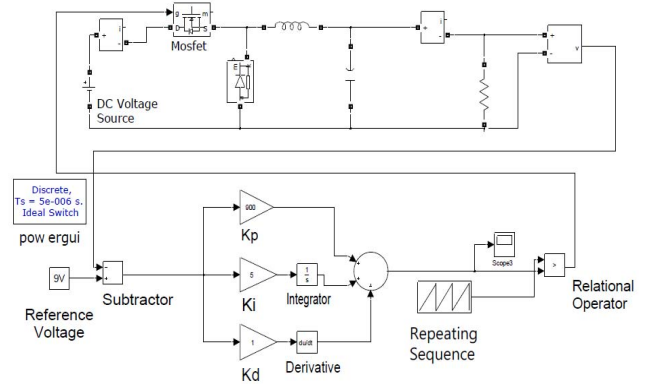 g m
D S
Mosfet
+ i -
+ i -
+ v -
E
DC Voltage
Source
Discrete,
Ts = 5e-006 s.
Ideal Switch
pow ergui
900
Kp
Scope3
9V
Subtractor
5
1
s
Ki
Integrator
>
Relational
Operator
Reference
Voltage
Repeating
Sequence
1
du/dt
Kd
Derivative